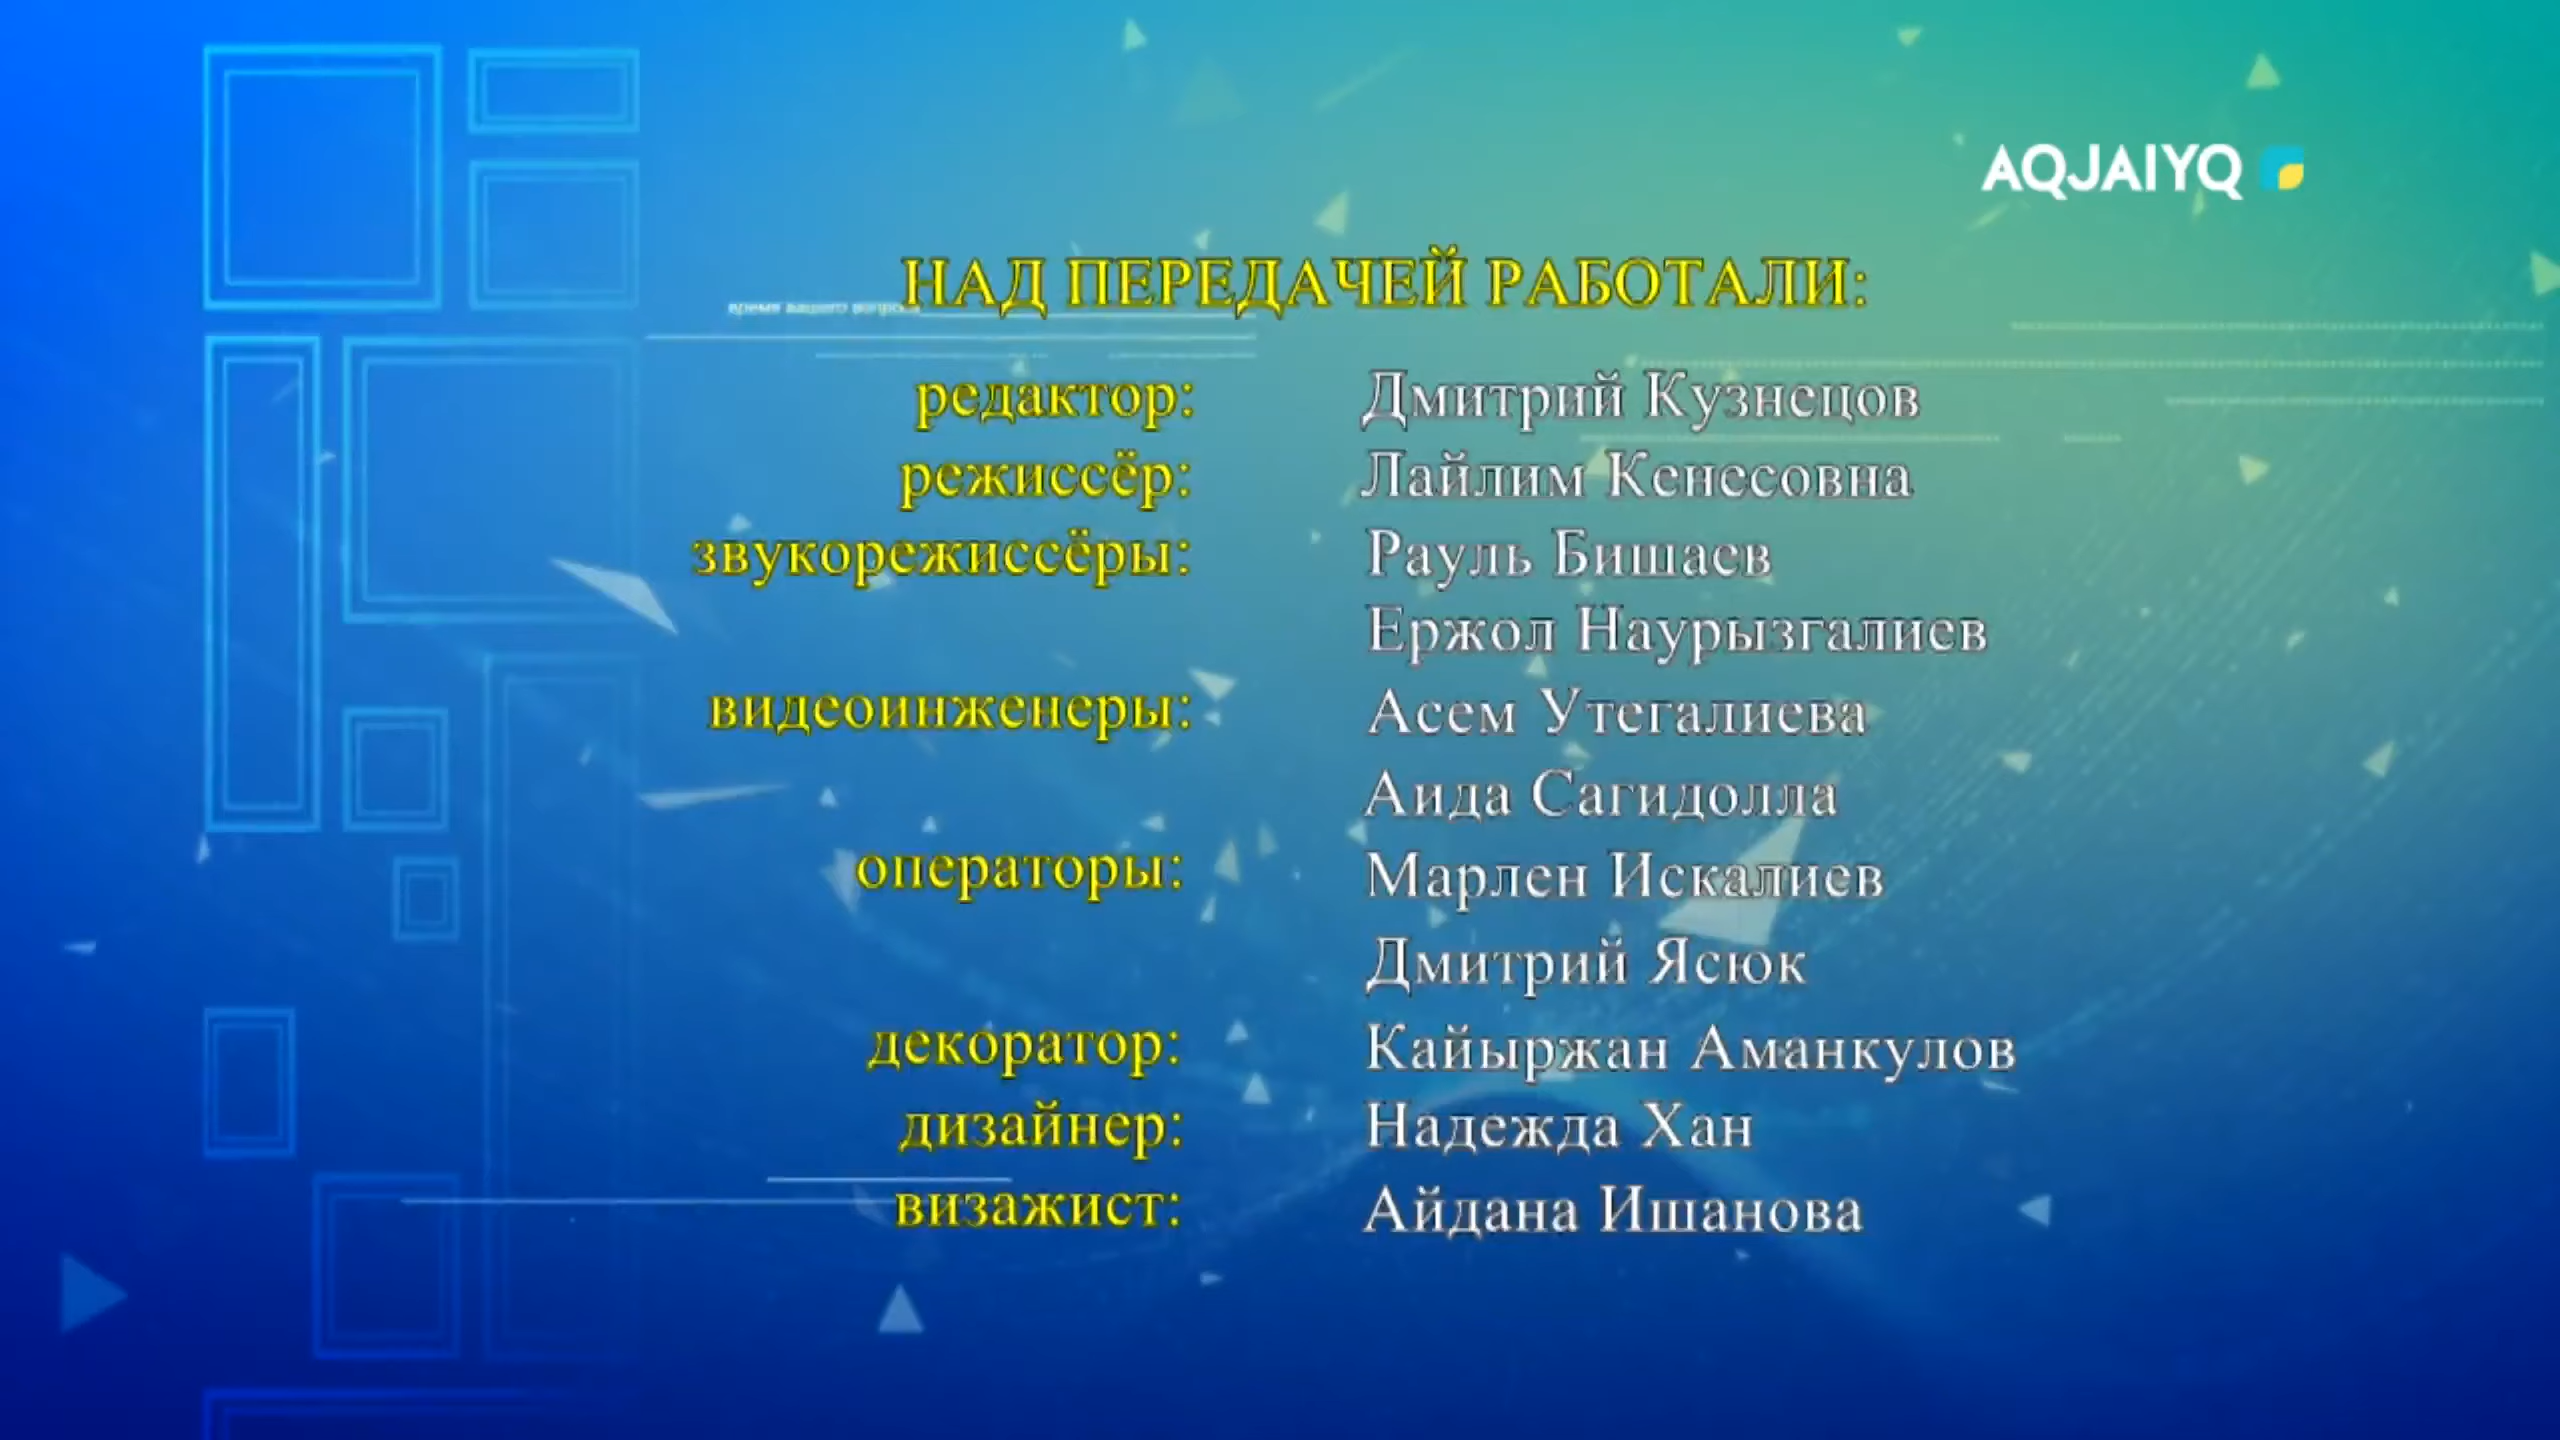 AQJAIYQ
НАД ПЕРЕДАЧЕЙ РАБОТАЛИ:
редактор: Дмитрий Кузнецов
режиссёр: Лайлим Кенесовна
звукорежиссёры: Рауль Бишаев
Ержол Наурызгалиев
видеоинженеры: Асем Утегалиева
Аида Сагидолла
операторы: Марлен Искалиев
Дмитрий Ясюк
декоратор: Кайыржан Аманкулов
дизайнер: Надежда Хан
визажист: Айдана Ишанова